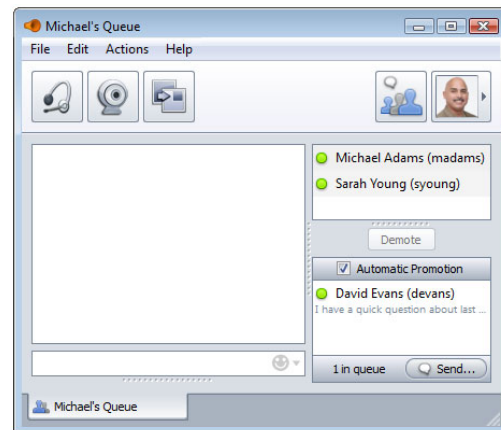 Michael's Queue
File Edit Actions Help
Michael Adams (madams)
Sarah Young (syoung)
Demote
Automatic Promotion
David Evans (devans)
I have a quick question about last ...
1 in queue Send...
Michael's Queue